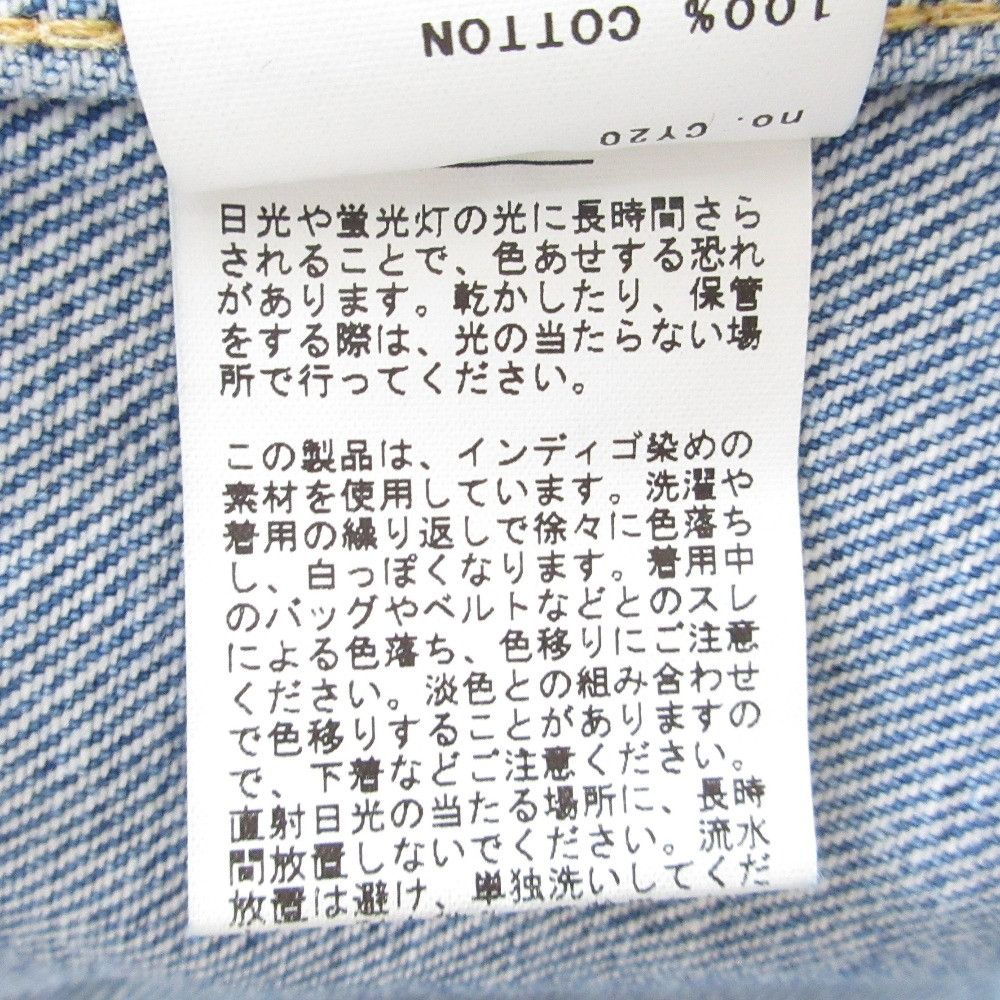 100% COTTON
no. CY20
日光や蛍光灯の光に長時間さら
されることで、色あせする恐れ
があります。乾かしたり、保管
をする際は、光の当たらない場
所で行ってください。
この製品は、インディゴ染めの
素材を使用しています。洗濯や
着用の繰り返しで徐々に色落ち
し、白っぽくなります。着用中
のバッグやベルトなどとのスレ
による色落ち、色移りにご注意
ください。淡色との組み合わせ
で色移りすることがありますの
で、下着などご注意ください。
直射日光の当たる場所に、長時
間放置しないでください。流水
放置は避け、単独洗いしてくだ